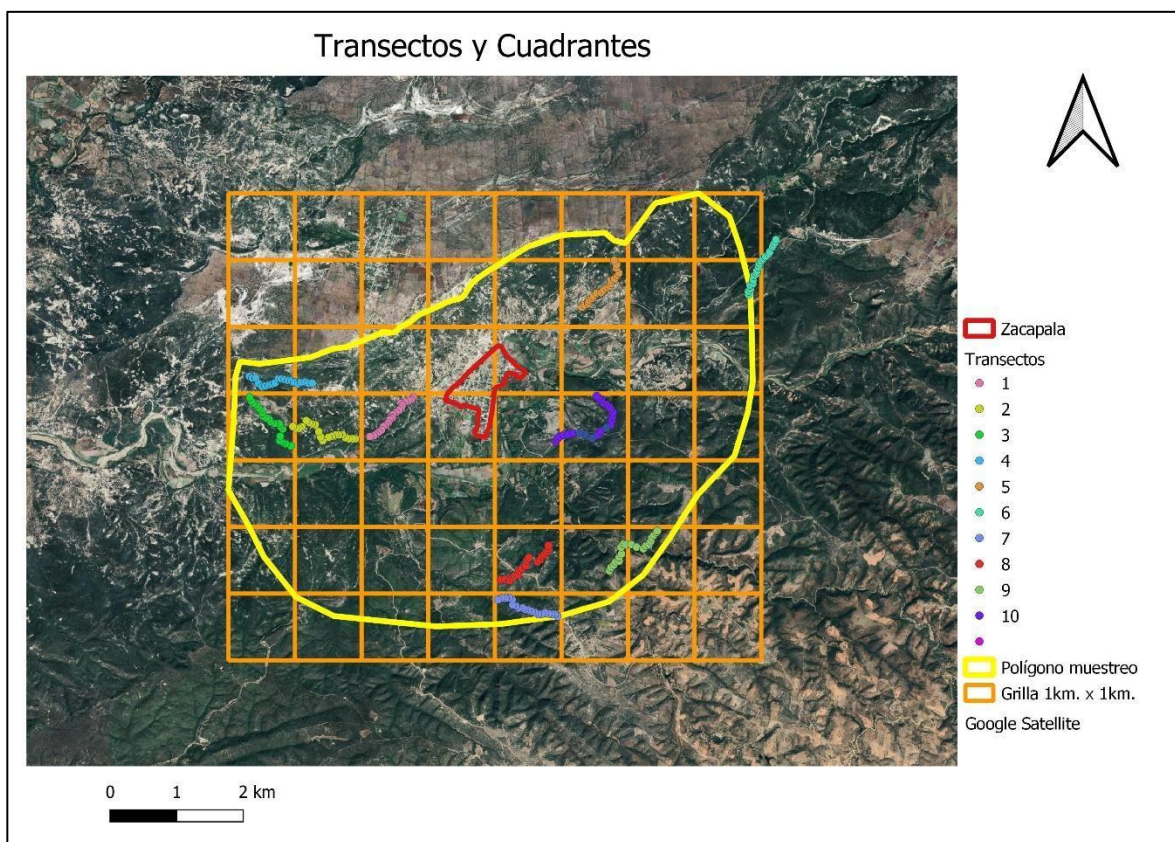 Transectos y Cuadrantes
Zacapala
Transectos
1
2
3
4
5
6
7
8
9
10
Polígono muestreo
Grilla 1km. x 1km.
Google Satellite
0 1 2 km